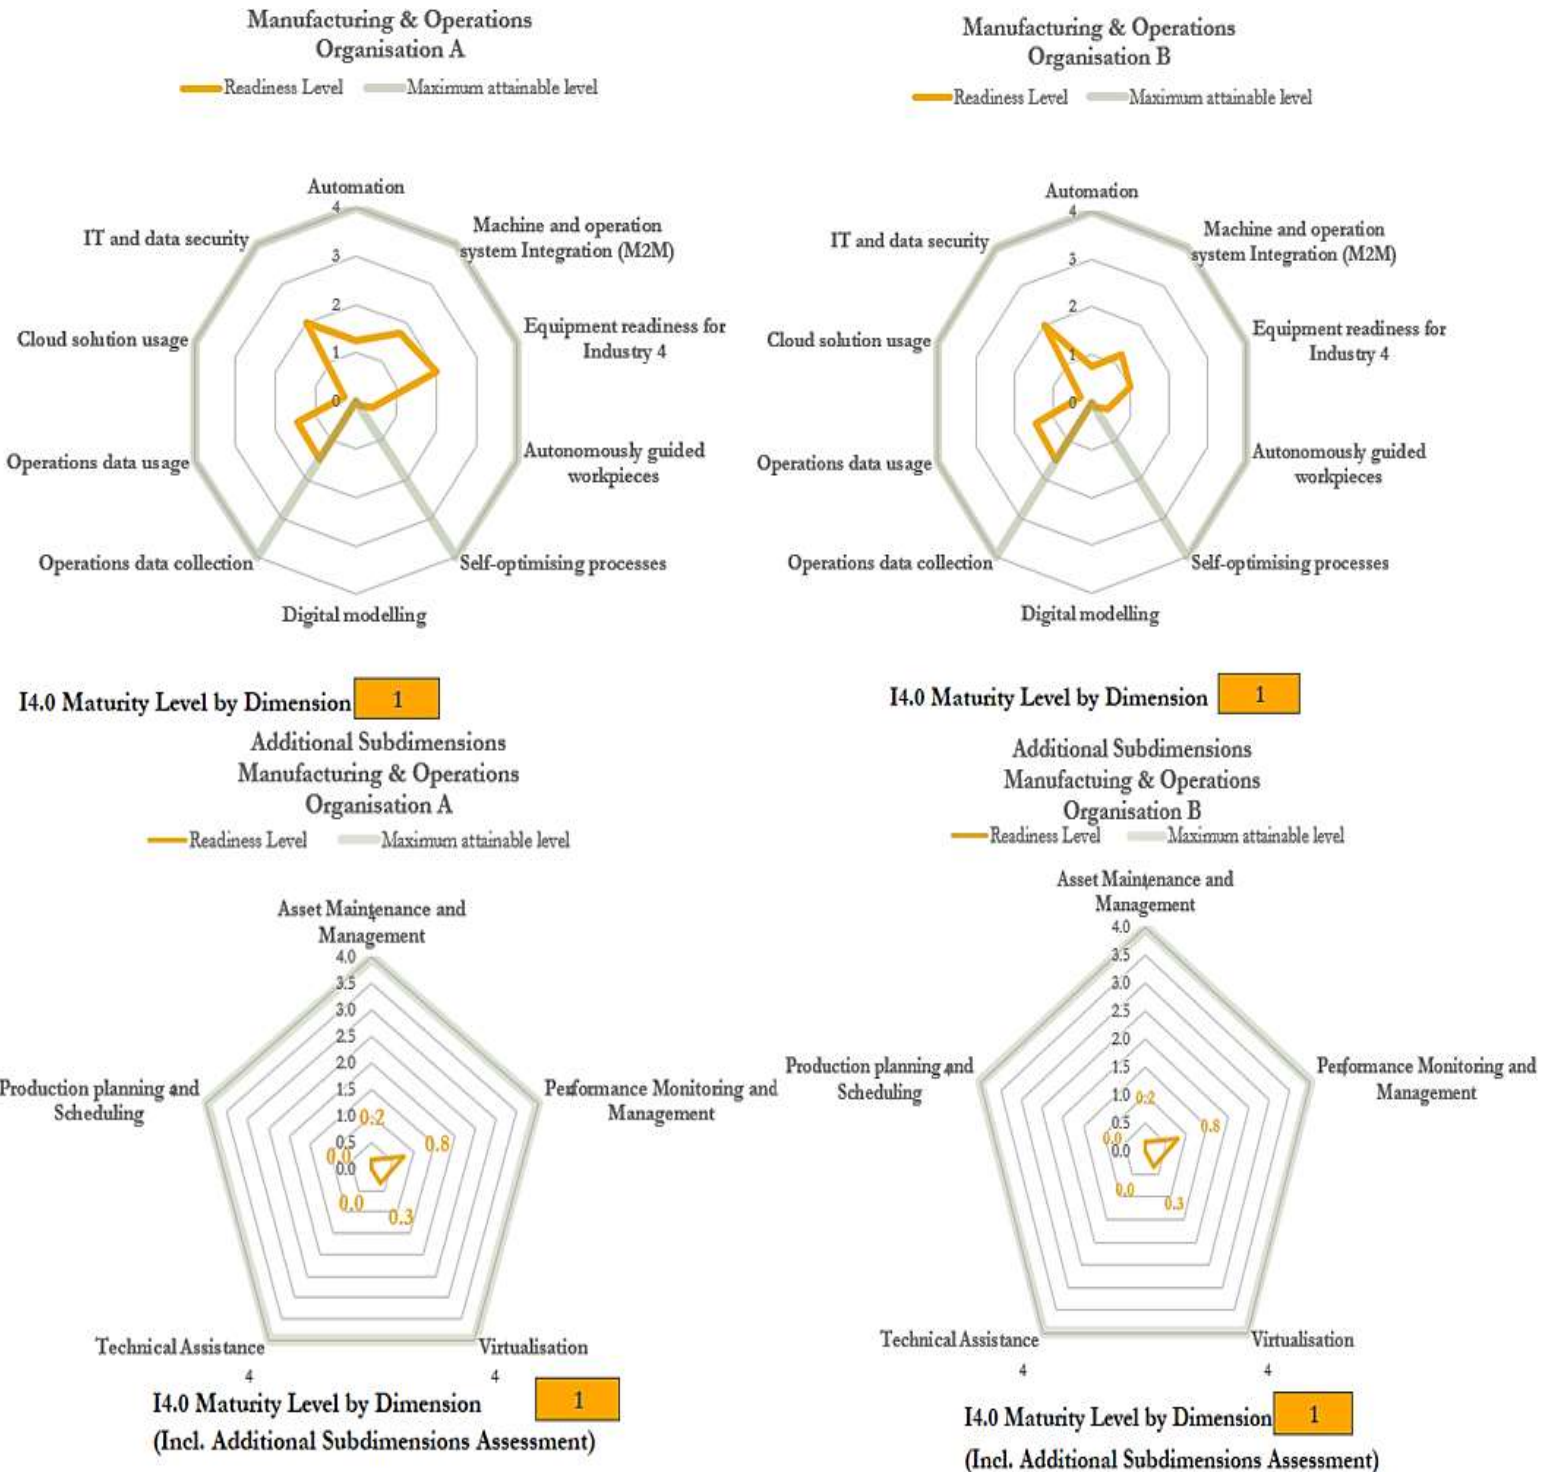 Manufacturing & Operations
Organisation A
Readiness Level
Maximum attainable level
Automation
4
3
2
1
0
Machine and operation
system Integration (M2M)
Equipment readiness for
Industry 4
Autonomously guided
workpieces
Self-optimising processes
Digital modelling
Operations data collection
Operations data usage
Cloud solution usage
IT and data security
I4.0 Maturity Level by Dimension
1
Manufacturing & Operations
Organisation B
Readiness Level
Maximum attainable level
Automation
4
3
2
1
0
Machine and operation
system Integration (M2M)
Equipment readiness for
Industry 4
Autonomously guided
workpieces
Self-optimising processes
Digital modelling
Operations data collection
Operations data usage
Cloud solution usage
IT and data security
I4.0 Maturity Level by Dimension
1
Additional Subdimensions
Manufacturing & Operations
Organisation A
Readiness Level
Maximum attainable level
Asset Maintenance and
Management
4.0
3.5
3.0
2.5
2.0
1.5
1.0
0.5
0.0
0.2
0.8
0.3
0.0
0.0
Performance Monitoring and
Management
Virtualisation
4
Technical Assistance
4
Production planning and
Scheduling
I4.0 Maturity Level by Dimension
1
(Incl. Additional Subdimensions Assessment)
Additional Subdimensions
Manufactuing & Operations
Organisation B
Readiness Level
Maximum attainable level
Asset Maintenance and
Management
4.0
3.5
3.0
2.5
2.0
1.5
1.0
0.5
0.0
0.2
0.8
0.3
0.0
0.0
Performance Monitoring and
Management
Virtualisation
4
Technical Assistance
4
Production planning and
Scheduling
I4.0 Maturity Level by Dimension
1
(Incl. Additional Subdimensions Assessment)